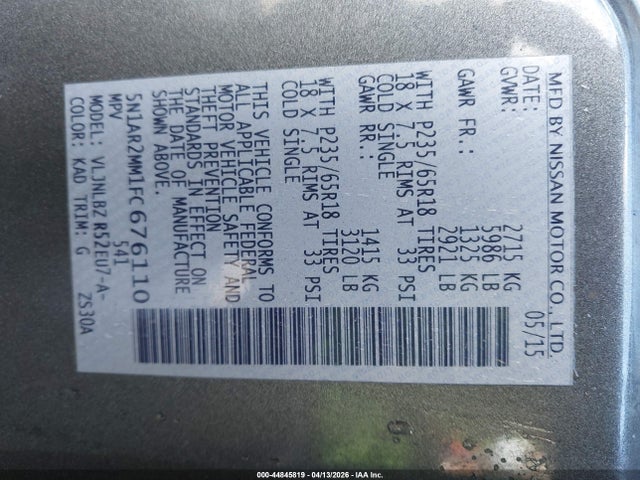 MFD BY NISSAN MOTOR CO., LTD.
DATE: 05/15
GVWR: 2715 KG
5986 LB
GAWR FR.: 1325 KG
2921 LB
WITH P235/65R18 TIRES
18 X 7.5 RIMS AT 33 PSI
COLD SINGLE
GAWR RR.: 1415 KG
3120 LB
WITH P235/65R18 TIRES
18 X 7.5 RIMS AT 33 PSI
COLD SINGLE
THIS VEHICLE CONFORMS TO
ALL APPLICABLE FEDERAL
MOTOR VEHICLE SAFETY AND
THEFT PREVENTION
STANDARDS IN EFFECT ON
THE DATE OF MANUFACTURE
SHOWN ABOVE.
5N1AR2MM1FC676110
MPV 541
MODEL: VLJNLBZ R52EU7-A-
COLOR: KAD TRIM: G ZS30A
000-44845819 - 04/13/2026 - IAA Inc.